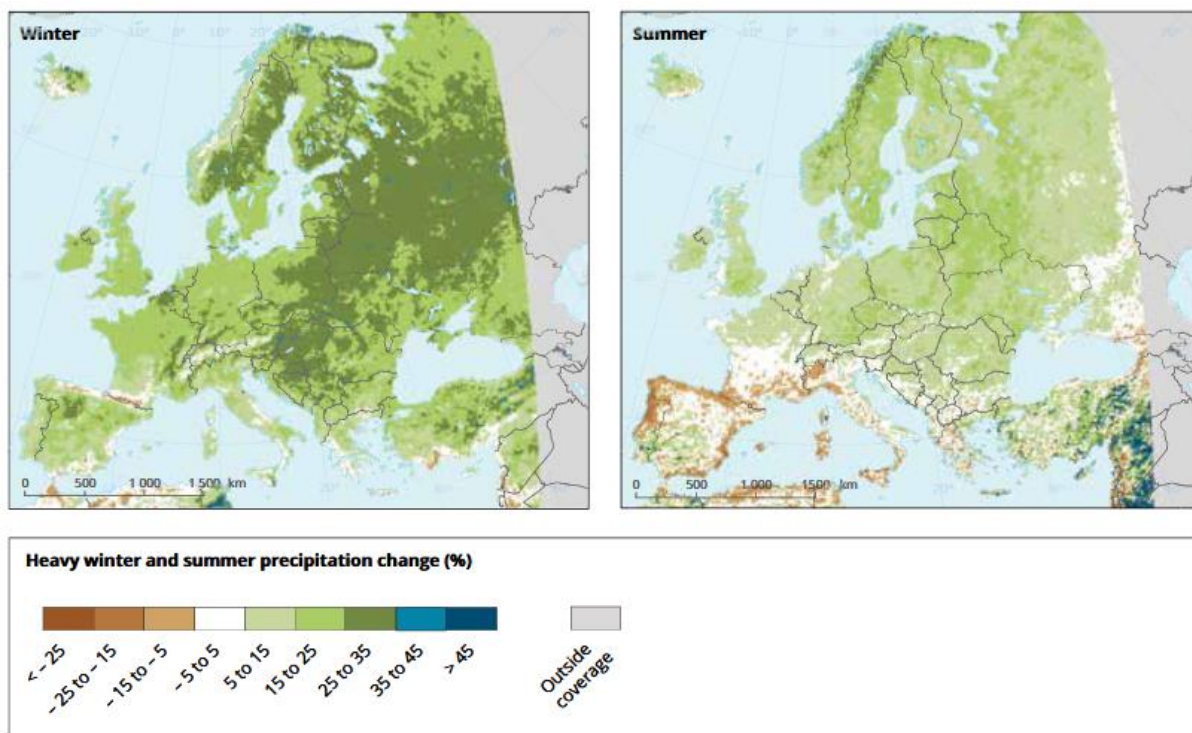 Winter
Summer
0 500 1 000 1 500 km
0 500 1 000 1500 km
Heavy winter and summer precipitation change (%)
< – 25
– 25 to – 15
– 15 to – 5
– 5 to 5
5 to 15
15 to 25
25 to 35
35 to 45
> 45
Outside
coverage